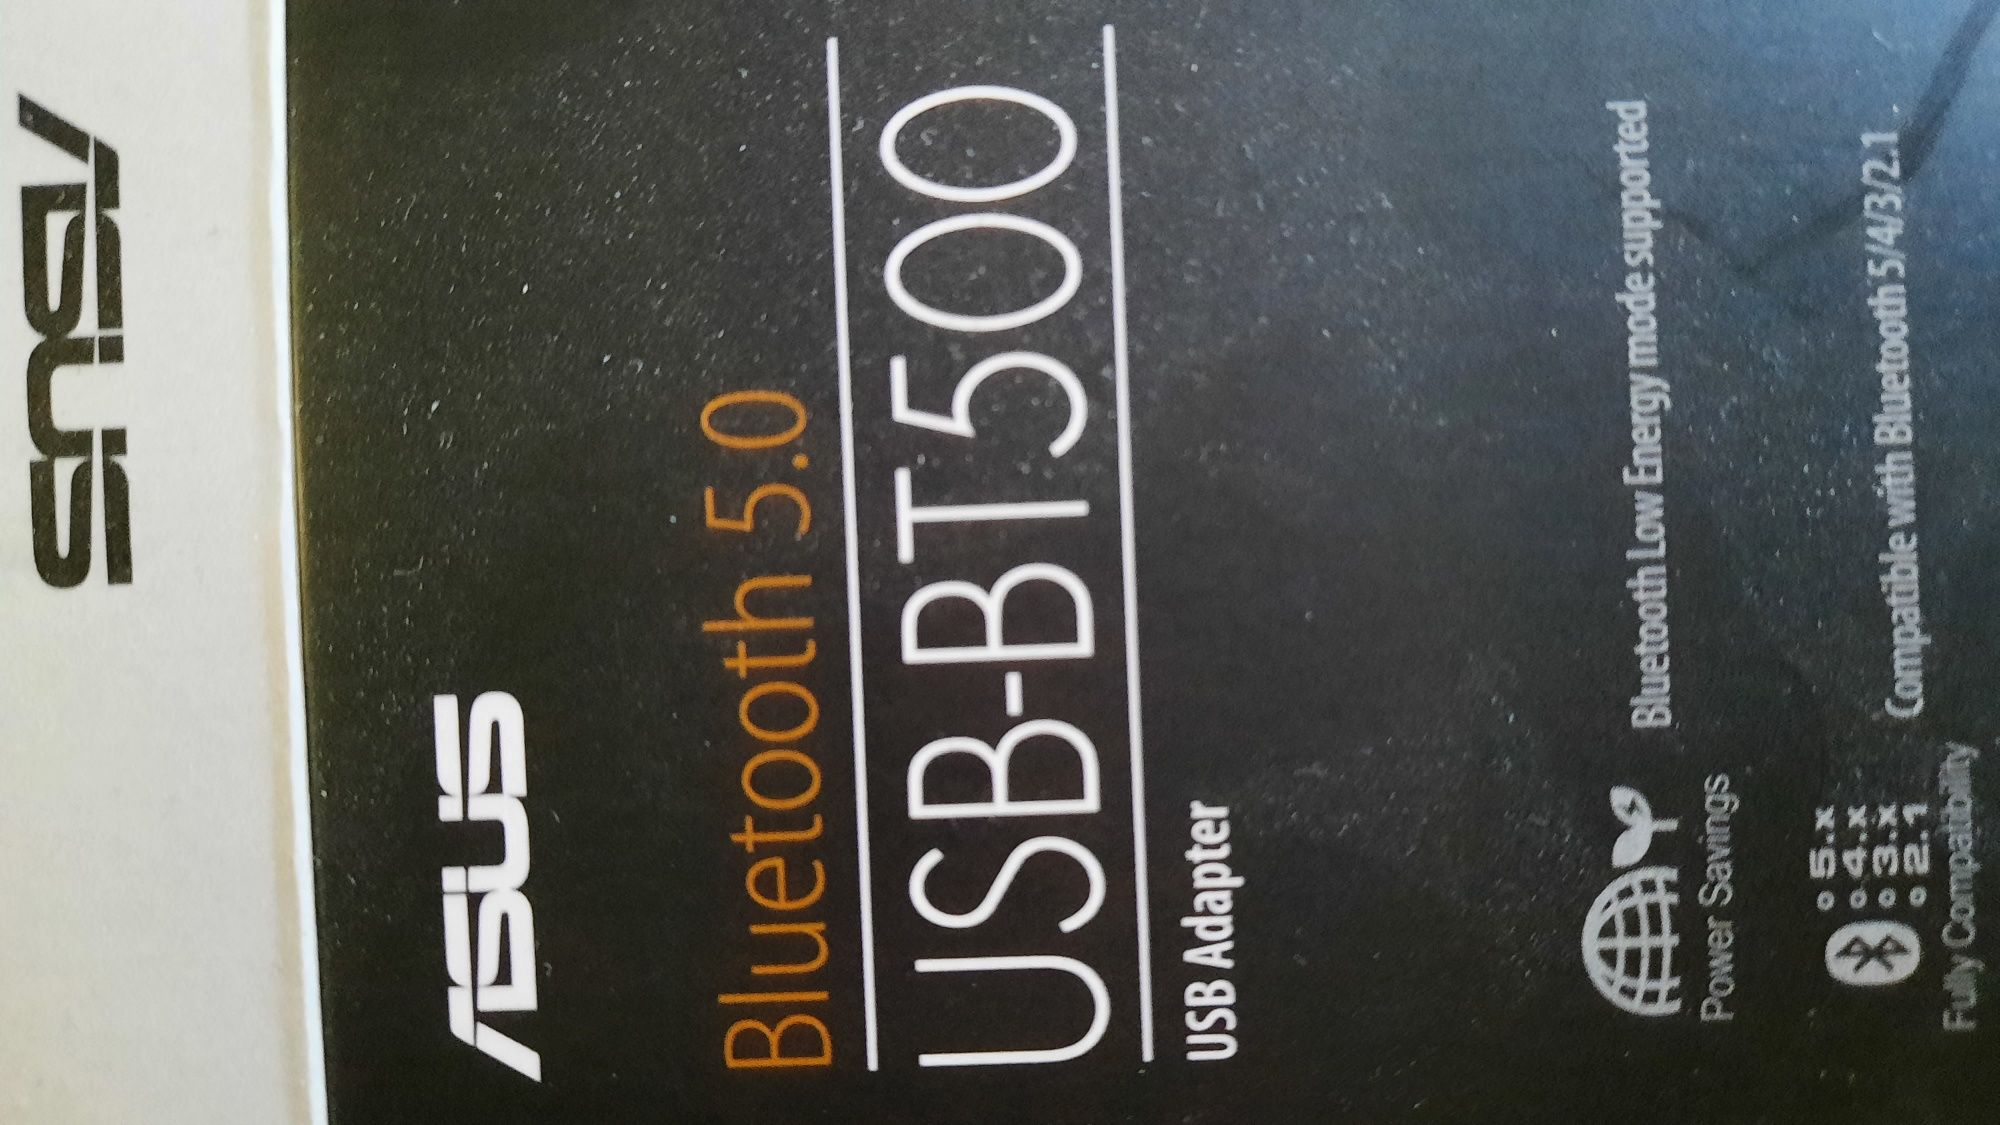 ASUS
ASUS
Bluetooth 5.0
USB-BT500
USB Adapter
Power Savings
Bluetooth Low Energy mode supported
5.x
4.x
3.x
2.1
Fully Compatibility
Compatible with Bluetooth 5/4/3/2.1